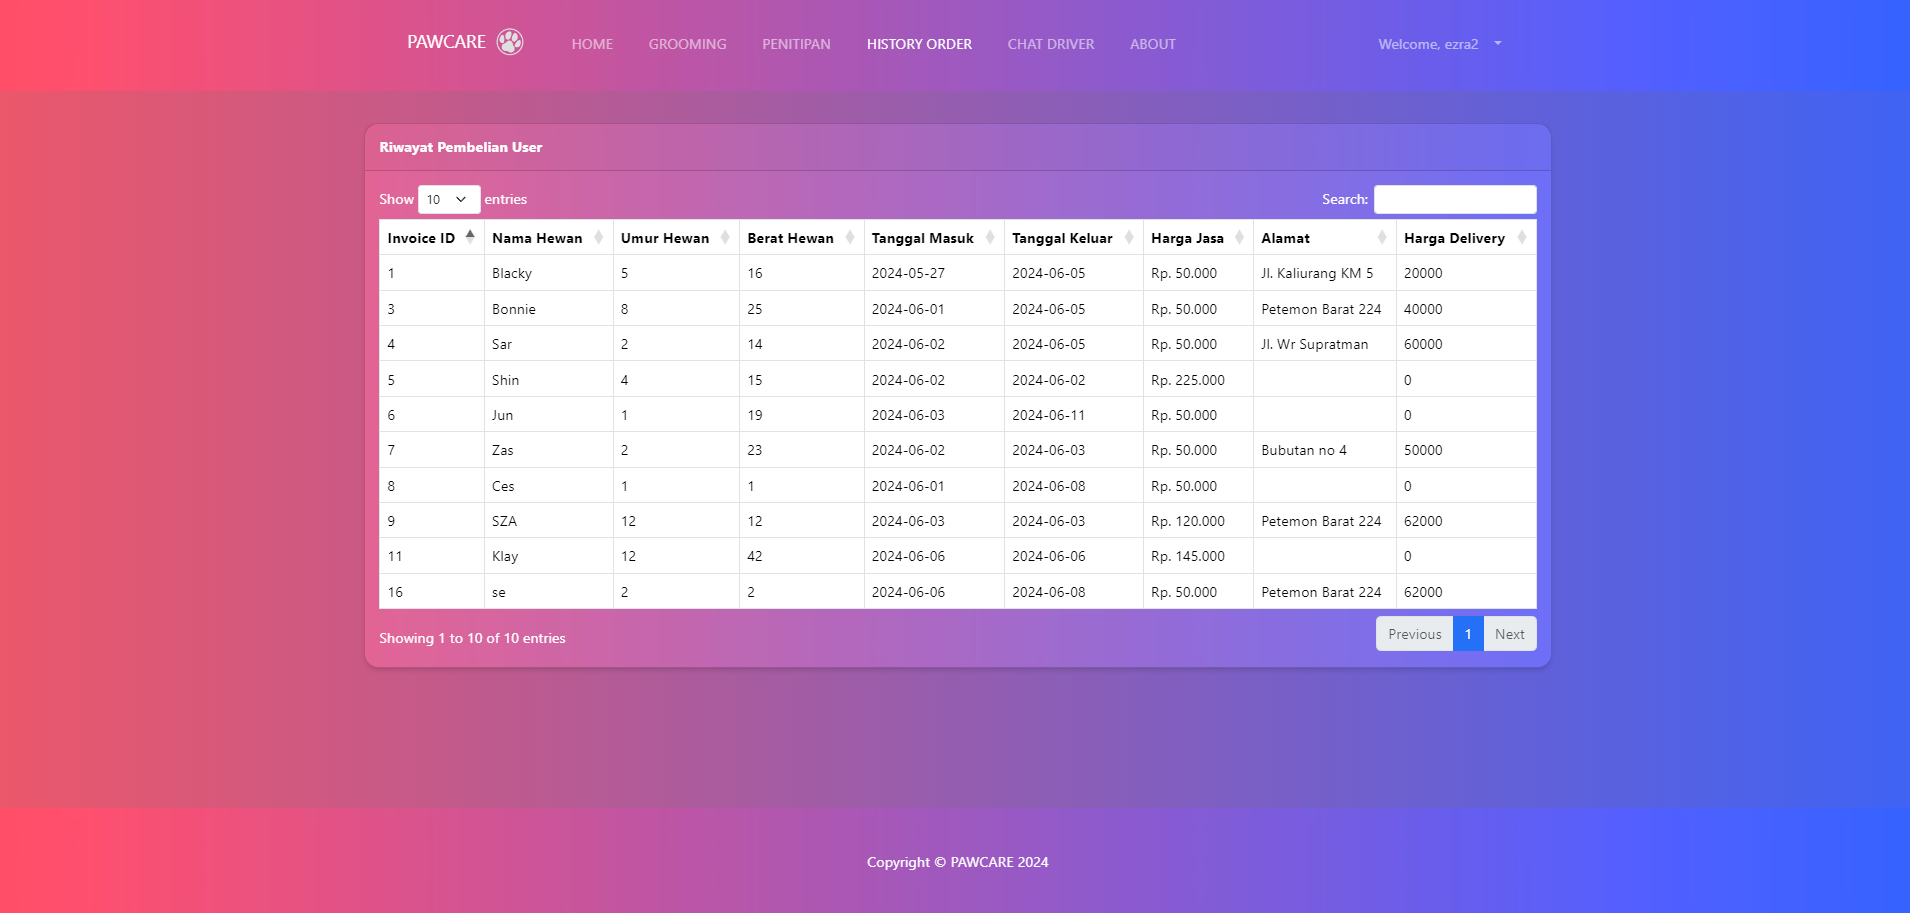 PAWCARE HOME GROOMING PENITIPAN HISTORY ORDER CHAT DRIVER ABOUT Welcome, ezra2
Riwayat Pembelian User
Show 10 entries Search:
Invoice ID Nama Hewan Umur Hewan Berat Hewan Tanggal Masuk Tanggal Keluar Harga Jasa Alamat Harga Delivery
1 Blacky 5 16 2024-05-27 2024-06-05 Rp. 50.000 Jl. Kaliurang KM 5 20000
3 Bonnie 8 25 2024-06-01 2024-06-05 Rp. 50.000 Petemon Barat 224 40000
4 Sar 2 14 2024-06-02 2024-06-05 Rp. 50.000 Jl. Wr Supratman 60000
5 Shin 4 15 2024-06-02 2024-06-02 Rp. 225.000 0
6 Jun 1 19 2024-06-03 2024-06-11 Rp. 50.000 0
7 Zas 2 23 2024-06-02 2024-06-03 Rp. 50.000 Bubutan no 4 50000
8 Ces 1 1 2024-06-01 2024-06-08 Rp. 50.000 0
9 SZA 12 12 2024-06-03 2024-06-03 Rp. 120.000 Petemon Barat 224 62000
11 Klay 12 42 2024-06-06 2024-06-06 Rp. 145.000 0
16 se 2 2 2024-06-06 2024-06-08 Rp. 50.000 Petemon Barat 224 62000
Showing 1 to 10 of 10 entries Previous 1 Next
Copyright © PAWCARE 2024